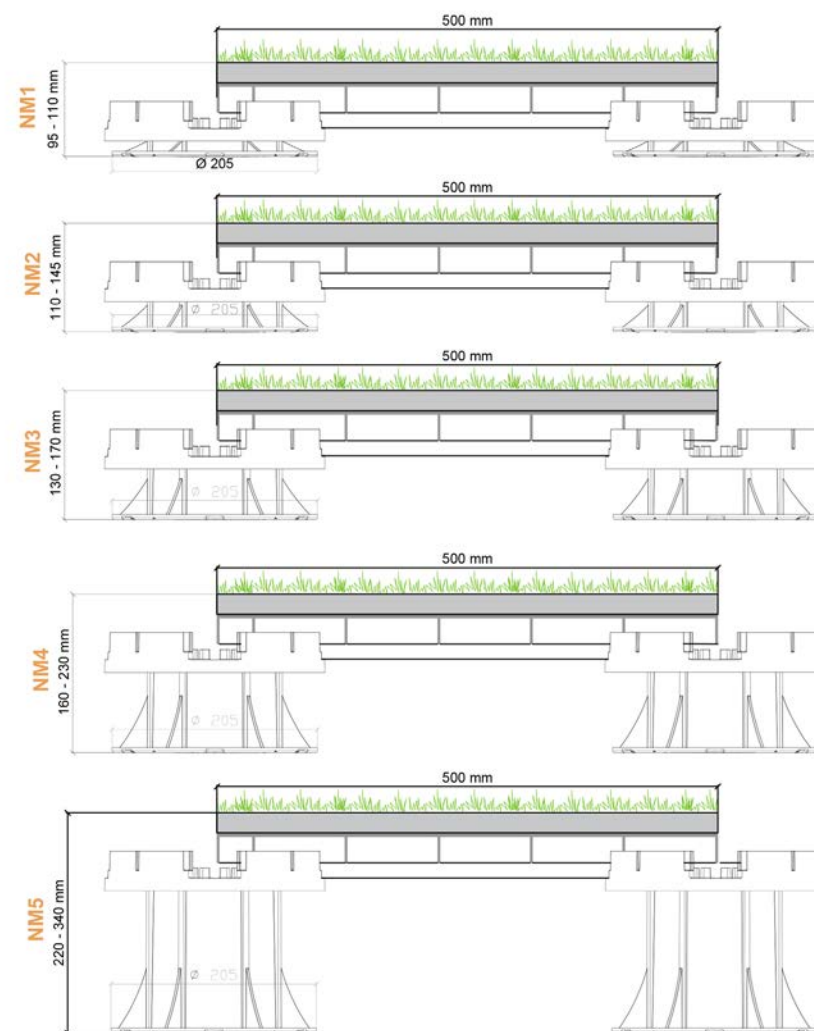 500 mm
NM1
95 - 110 mm
Ø 205
500 mm
NM2
110 - 145 mm
Ø 205
500 mm
NM3
130 - 170 mm
Ø 205
500 mm
NM4
160 - 230 mm
Ø 205
500 mm
NM5
220 - 340 mm
Ø 205